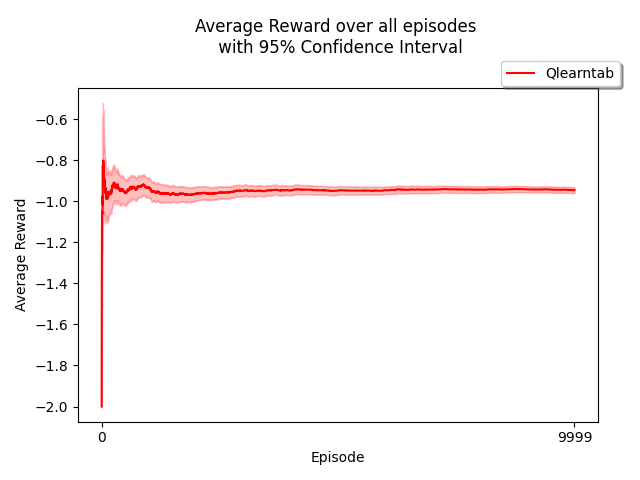 Average Reward over all episodes
with 95% Confidence Interval
Qlearntab
−0.6
−0.8
−1.0
−1.2
−1.4
−1.6
−1.8
−2.0
Average Reward
0
9999
Episode